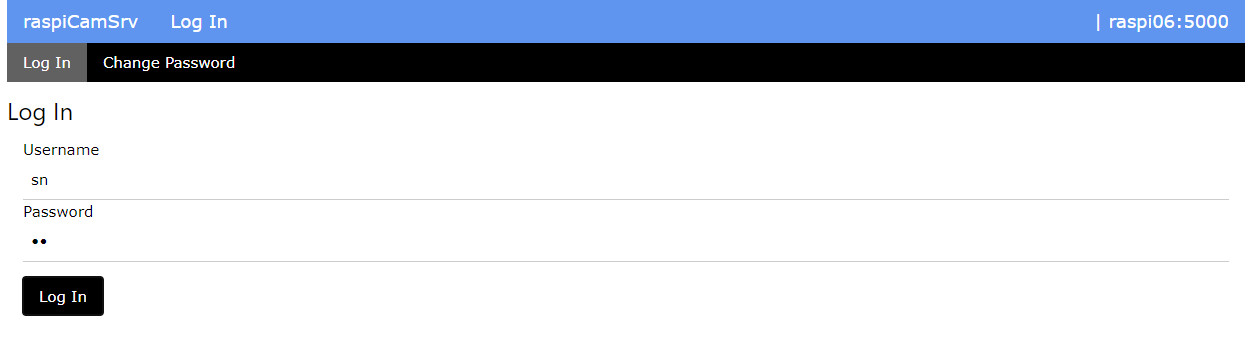 raspiCamSrv Log In | raspi06:5000
Log In Change Password
Log In
Username
sn
Password
••
Log In